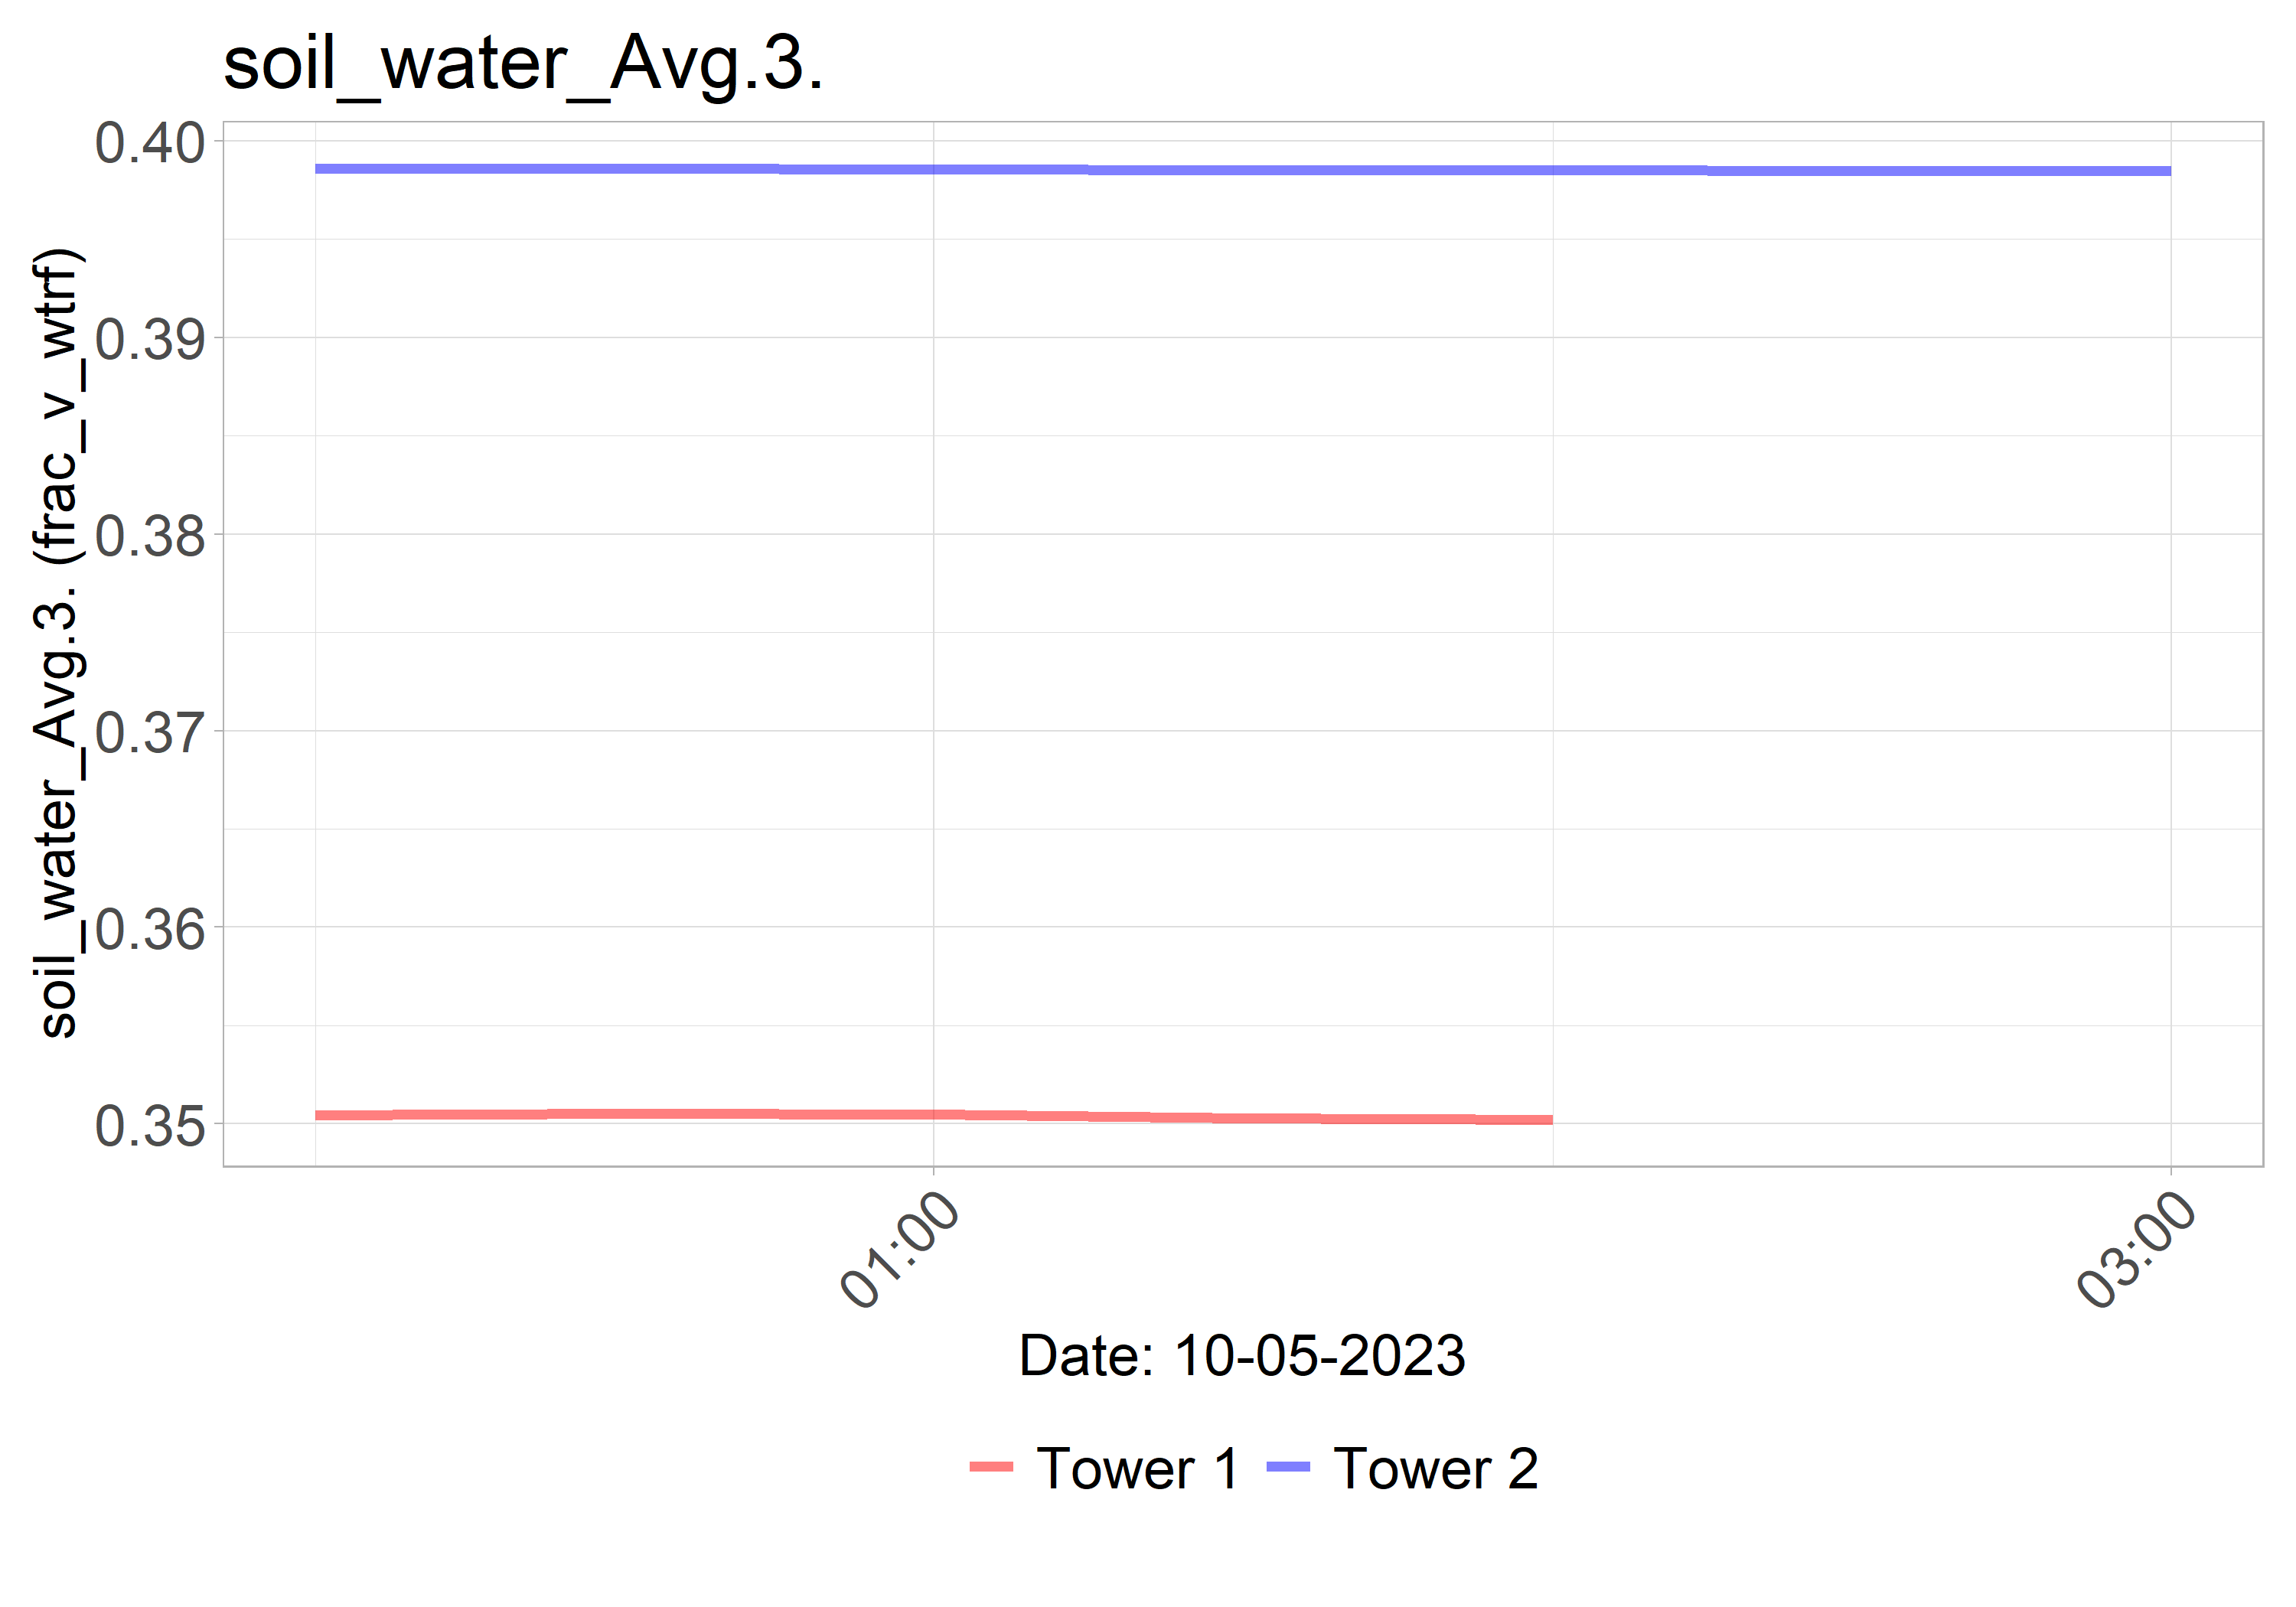 soil_water_Avg.3.
soil_water_Avg.3. (frac_v_wtrf)
0.40
0.39
0.38
0.37
0.36
0.35
01:00
03:00
Date: 10-05-2023
Tower 1
Tower 2